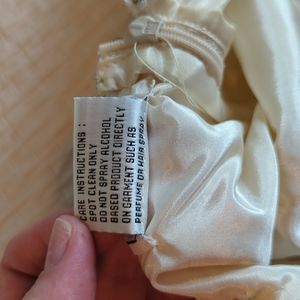 CARE INSTRUCTIONS :
SPOT CLEAN ONLY
DO NOT SPRAY ALCOHOL
BASED PRODUCT DIRECTLY
ON GARMENT SUCH AS
PERFUME OR HAIR SPRAY